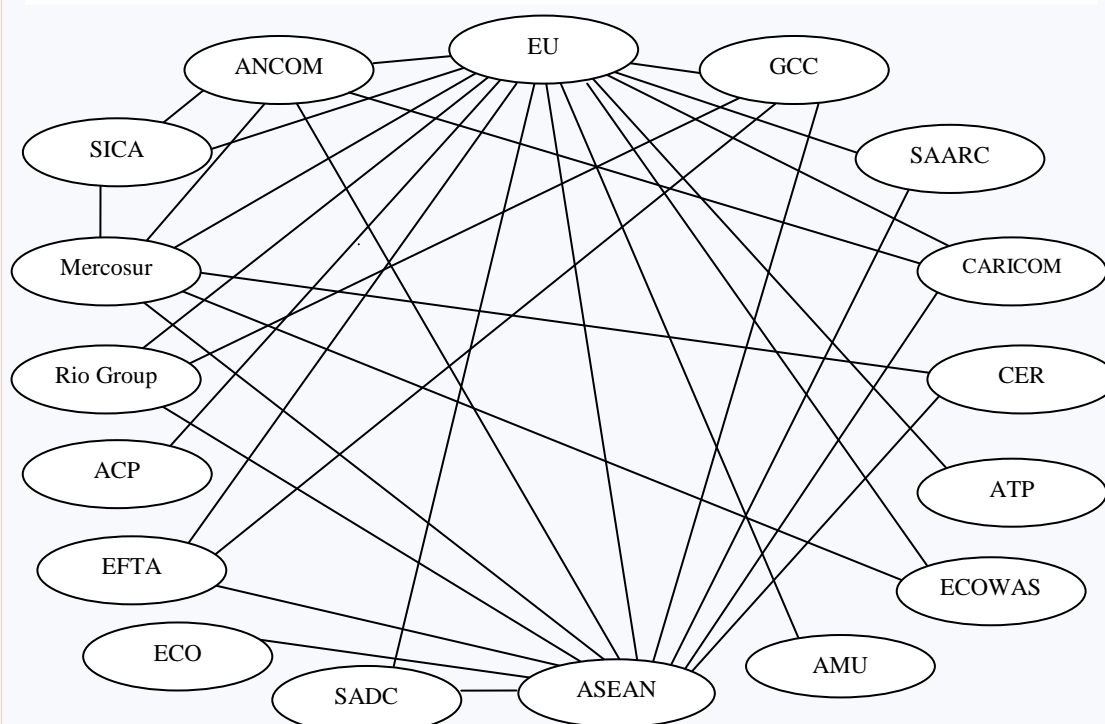 EU
ANCOM
GCC
SICA
SAARC
Mercosur
CARICOM
Rio Group
CER
ACP
ATP
EFTA
ECOWAS
ECO
AMU
SADC
ASEAN